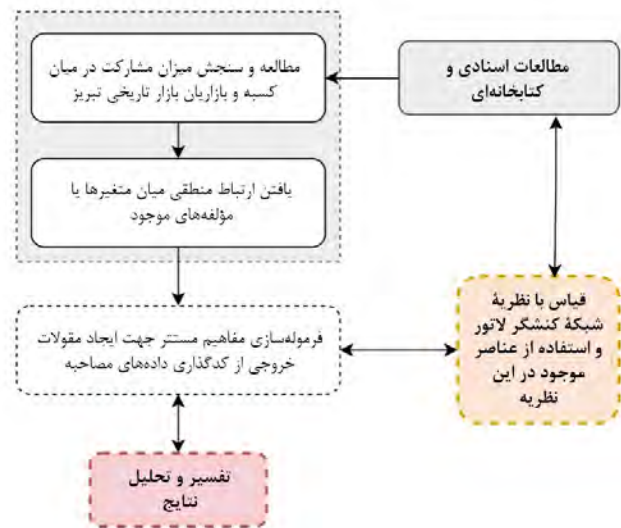 مطالعات اسنادی و
کتابخانه‌ای
مطالعه و سنجش میزان مشارکت در میان
کسبه و بازاریان بازار تاریخی تبریز
یافتن ارتباط منطقی میان متغیرها یا
مؤلفه‌های موجود
قیاس با نظریهٔ
شبکهٔ کنشگر لاتور
و استفاده از عناصر
موجود در این
نظریه
فرموله‌سازی مفاهیم مستتر جهت ایجاد مقولات
خروجی از کدگذاری داده‌های مصاحبه
تفسیر و تحلیل
نتایج